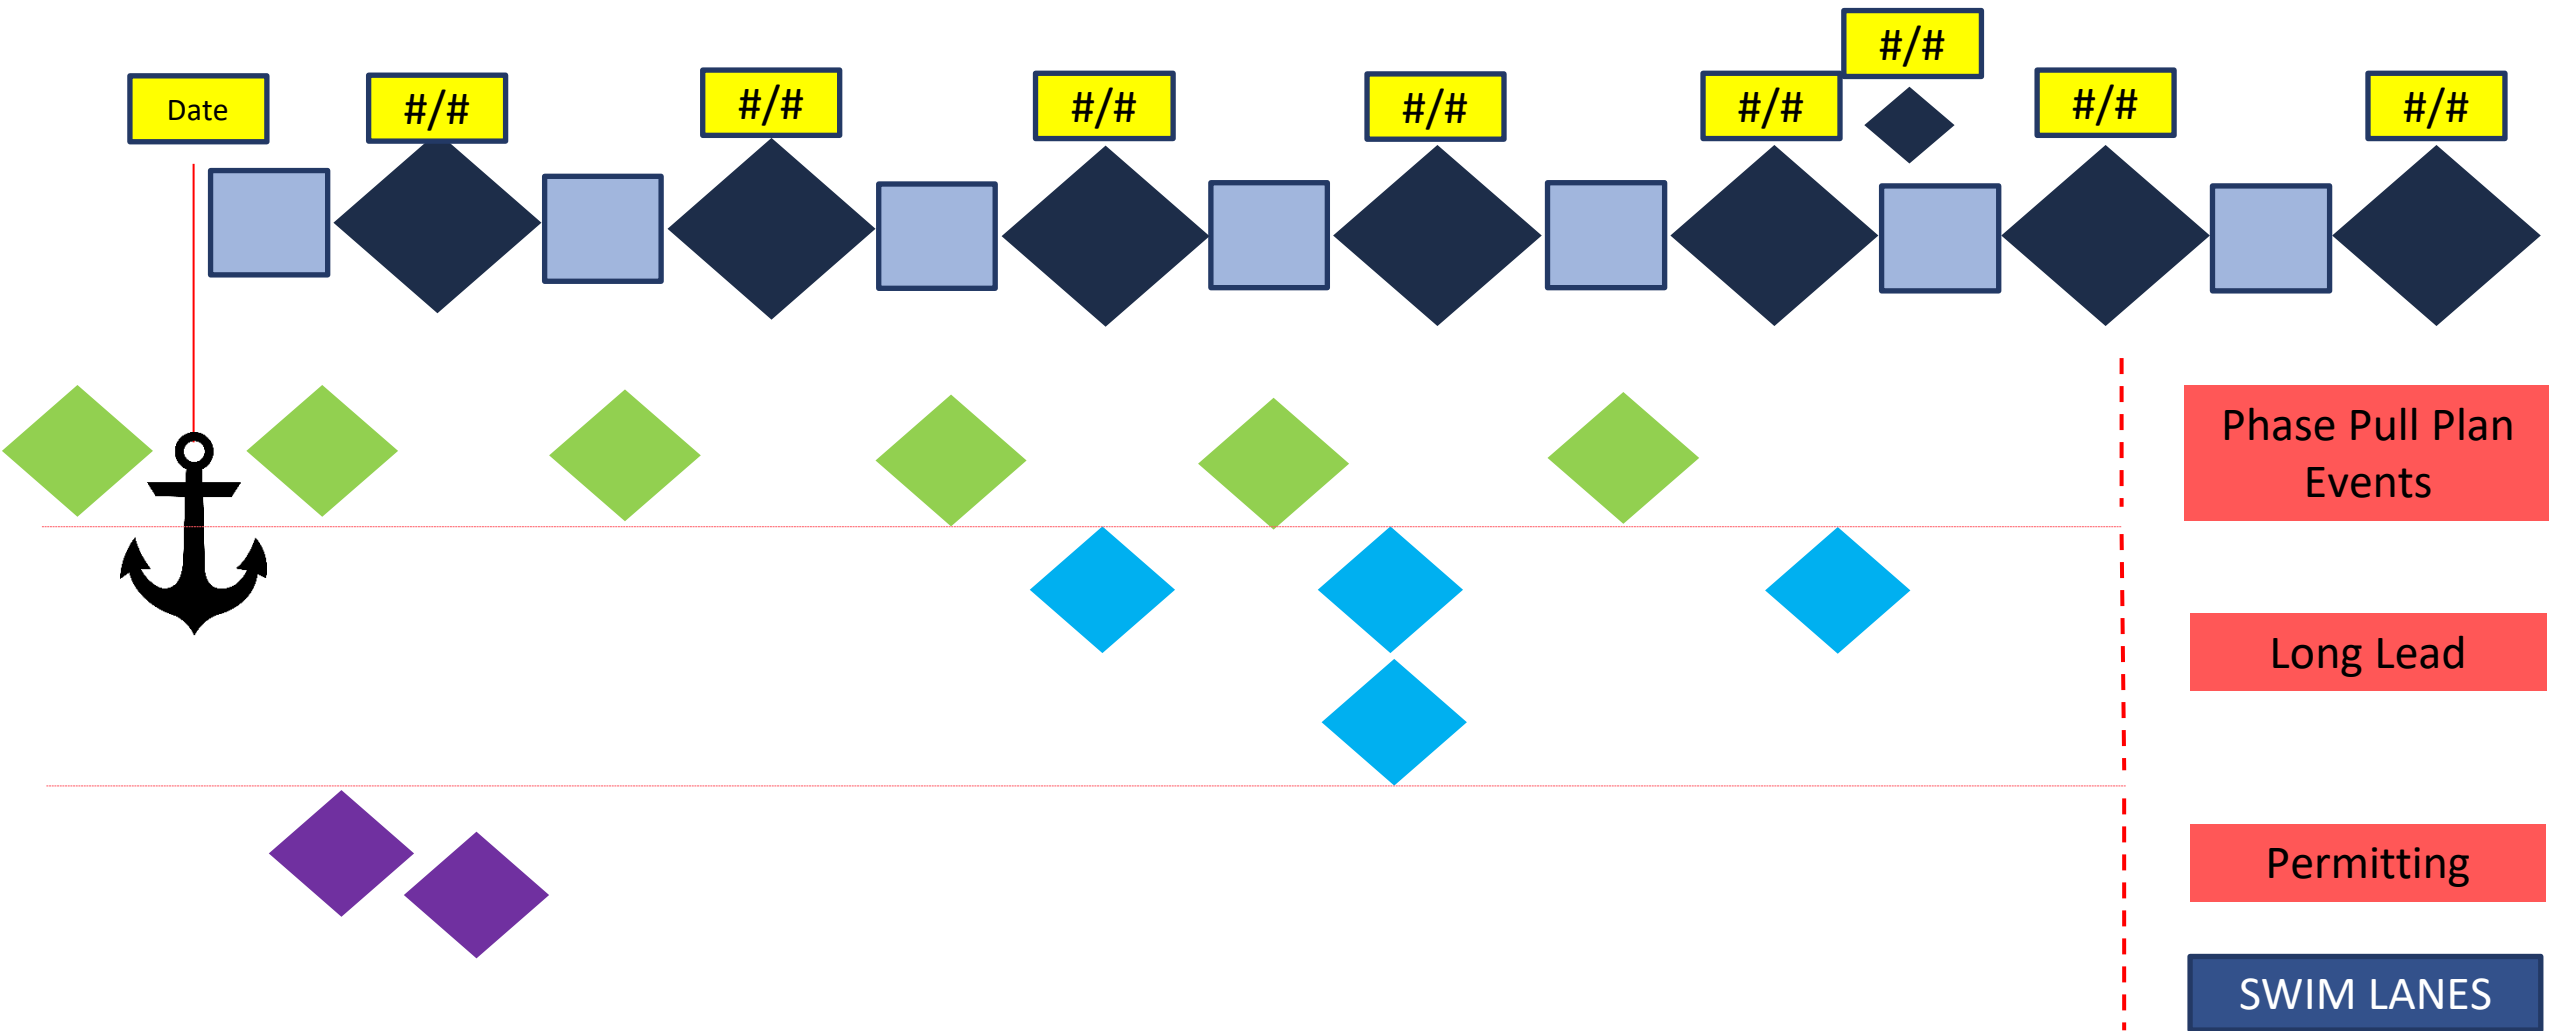 #/#
Date
#/#
#/#
#/#
#/#
#/#
#/#
#/#
Phase Pull Plan
Events
Long Lead
Permitting
SWIM LANES